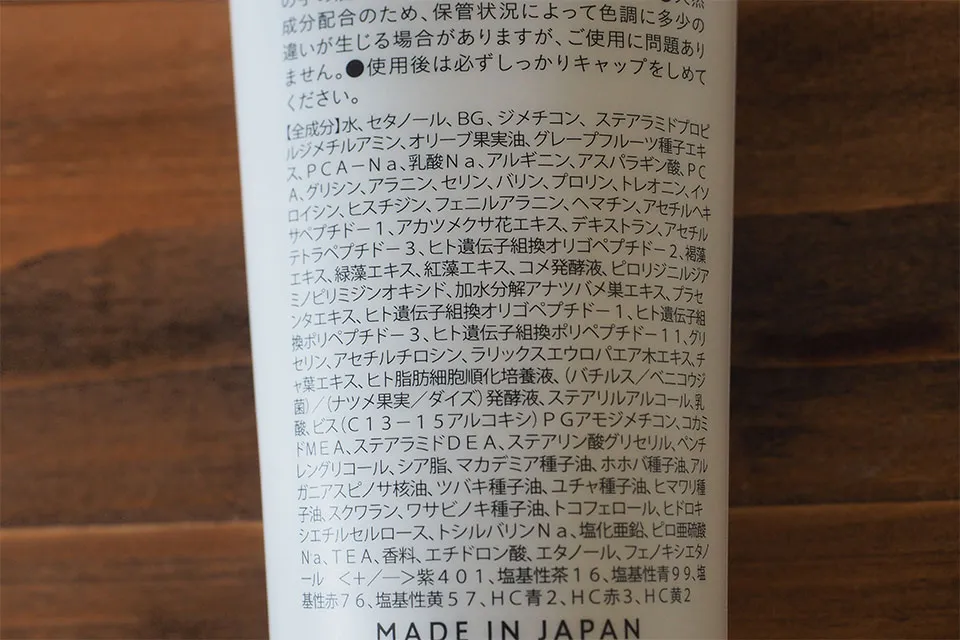 成分配合のため、保管状況によって色調に多少の
違いが生じる場合がありますが、ご使用に問題あり
ません。●使用後は必ずしっかりキャップをしめて
ください。
【全成分】水、セタノール、BG、ジメチコン、ステアラミドプロピ
ルジメチルアミン、オリーブ果実油、グレープフルーツ種子エキ
ス、PCA－Na、乳酸Na、アルギニン、アスパラギン酸、PC
A、グリシン、アラニン、セリン、バリン、プロリン、トレオニン、イソ
ロイシン、ヒスチジン、フェニルアラニン、ヘマチン、アセチルヘキ
サペプチド－1、アカツメクサ花エキス、デキストラン、アセチル
テトラペプチド－3、ヒト遺伝子組換オリゴペプチド－2、褐藻
エキス、緑藻エキス、紅藻エキス、コメ発酵液、ピロリジニルジア
ミノピリミジンオキシド、加水分解アナツバメ巣エキス、プラセ
ンタエキス、ヒト遺伝子組換オリゴペプチド－1、ヒト遺伝子組
換ポリペプチド－3、ヒト遺伝子組換ポリペプチド－11、グリ
セリン、アセチルチロシン、ラリックスエウロパエア木エキス、チ
ャ葉エキス、ヒト脂肪細胞順化培養液、（バチルス／ベニコウジ
菌）／（ナツメ果実／ダイズ）発酵液、ステアリルアルコール、乳
酸、ビス（C13－15アルコキシ）PGアモジメチコン、コカミ
ドMEA、ステアラミドDEA、ステアリン酸グリセリル、ペンチ
レングリコール、シア脂、マカデミア種子油、ホホバ種子油、アル
ガニアスピノサ核油、ツバキ種子油、ユチャ種子油、ヒマワリ種
子油、スクワラン、ワサビノキ種子油、トコフェロール、ヒドロキ
シエチルセルロース、トシルバリンNa、塩化亜鉛、ピロ亜硫酸
Na、TEA、香料、エチドロン酸、エタノール、フェノキシエタノ
ール ＜＋／－＞紫401、塩基性茶16、塩基性青99、塩
基性赤76、塩基性黄57、HC青2、HC赤3、HC黄2
MADE IN JAPAN